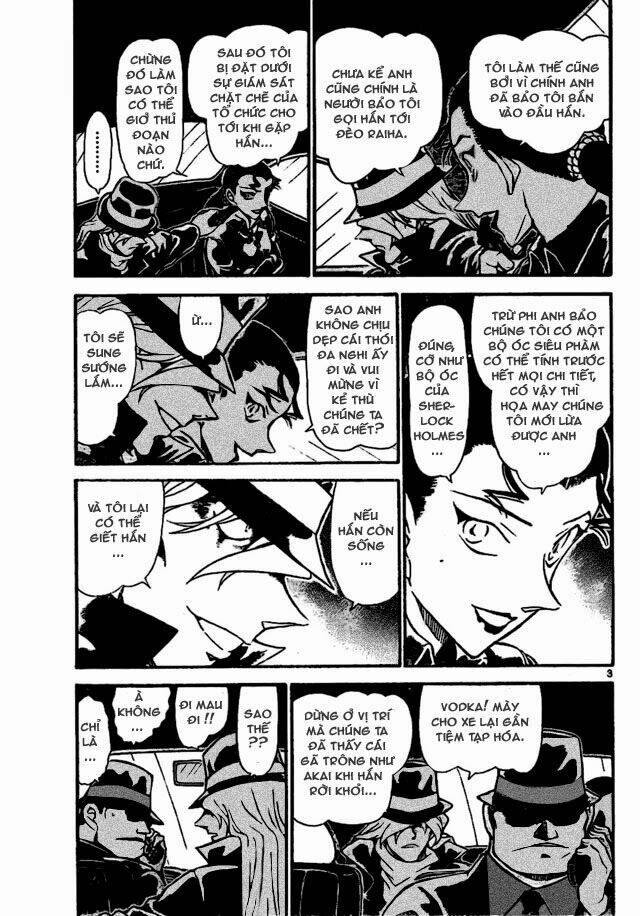 TÔI LÀM THẾ CŨNG
BỞI VÌ CHÍNH ANH
ĐÃ BẢO TÔI BẮN
VÀO ĐẦU HẮN.
CHƯA KỂ ANH
CŨNG CHÍNH LÀ
NGƯỜI BẢO TÔI
GỌI HẮN TỚI
ĐÈO RAIHA.
SAU ĐÓ TÔI
BỊ ĐẶT DƯỚI
SỰ GIÁM SÁT
CHẶT CHẼ CỦA
TỔ CHỨC CHO
TỚI KHI GẶP
HẮN...
CHỪNG
ĐÓ LÀM
SAO TÔI
CÓ THỂ
GIỞ THỦ
ĐOẠN
NÀO
CHỨ.
......
TRỪ PHI ANH BẢO
CHÚNG TÔI CÓ MỘT
BỘ ÓC SIÊU PHÀM
CÓ THỂ TÍNH TRƯỚC
HẾT MỌI CHI TIẾT,
CÓ VẬY THÌ
HỌA MAY CHÚNG
TÔI MỚI LỪA
ĐƯỢC ANH
...
ĐÚNG,
CỠ NHƯ
BỘ ÓC
CỦA
SHER-
LOCK
HOLMES
...
SAO ANH
KHÔNG CHỊU
DẸP CÁI THÓI
ĐA NGHI ẤY
ĐI VÀ VUI
MỪNG VÌ
KẺ THÙ
CHÚNG TA
ĐÃ CHẾT?
Ừ...
TÔI SẼ
SUNG
SƯỚNG
LẮM...
NẾU
HẮN CÒN
SỐNG
...
VÀ TÔI LẠI
CÓ THỂ
GIẾT HẮN
...
3
VODKA! MÀY
CHO XE LẠI GẦN
TIỆM TẠP HÓA.
DỪNG Ở VỊ TRÍ
MÀ CHÚNG TA
ĐÃ THẤY CÁI
GÃ TRÔNG NHƯ
AKAI KHI HẮN
RỜI KHỎI...
SAO
THẾ
??
ĐI MAU
ĐI!!
À
KHÔNG
...
CHỈ
LÀ
...